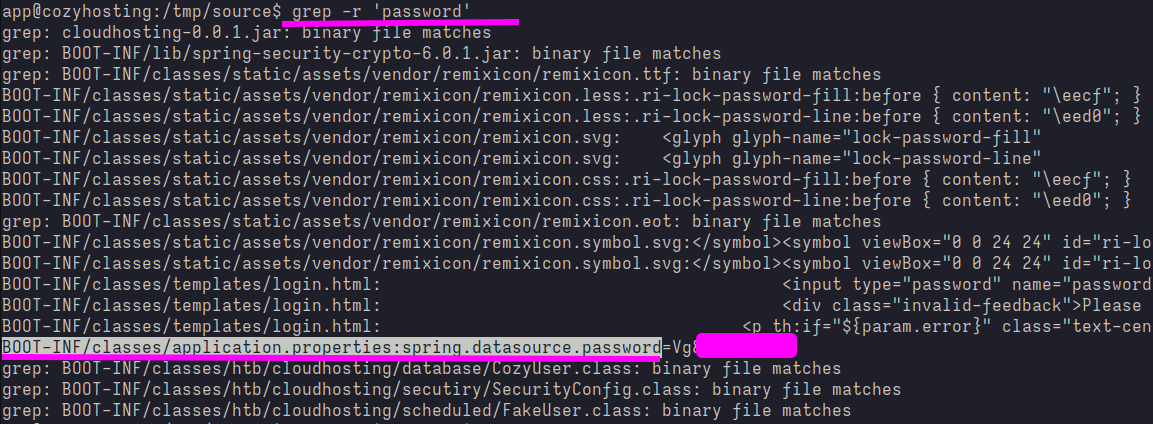 app@cozyhosting:/tmp/source$ grep -r 'password'
grep: cloudhosting-0.0.1.jar: binary file matches
grep: BOOT-INF/lib/spring-security-crypto-6.0.1.jar: binary file matches
grep: BOOT-INF/classes/static/assets/vendor/remixicon/remixicon.ttf: binary file matches
BOOT-INF/classes/static/assets/vendor/remixicon/remixicon.less:.ri-lock-password-fill:before { content: "\eecf"; }
BOOT-INF/classes/static/assets/vendor/remixicon/remixicon.less:.ri-lock-password-line:before { content: "\eed0"; }
BOOT-INF/classes/static/assets/vendor/remixicon/remixicon.svg:    <glyph glyph-name="lock-password-fill"
BOOT-INF/classes/static/assets/vendor/remixicon/remixicon.svg:    <glyph glyph-name="lock-password-line"
BOOT-INF/classes/static/assets/vendor/remixicon/remixicon.css:.ri-lock-password-fill:before { content: "\eecf"; }
BOOT-INF/classes/static/assets/vendor/remixicon/remixicon.css:.ri-lock-password-line:before { content: "\eed0"; }
grep: BOOT-INF/classes/static/assets/vendor/remixicon/remixicon.eot: binary file matches
BOOT-INF/classes/static/assets/vendor/remixicon/remixicon.symbol.svg:</symbol><symbol viewBox="0 0 24 24" id="ri-lo
BOOT-INF/classes/static/assets/vendor/remixicon/remixicon.symbol.svg:</symbol><symbol viewBox="0 0 24 24" id="ri-lo
BOOT-INF/classes/templates/login.html:                                        <input type="password" name="password
BOOT-INF/classes/templates/login.html:                                        <div class="invalid-feedback">Please
BOOT-INF/classes/templates/login.html:                                    <p th:if="${param.error}" class="text-cen
BOOT-INF/classes/application.properties:spring.datasource.password=Vg
grep: BOOT-INF/classes/htb/cloudhosting/database/CozyUser.class: binary file matches
grep: BOOT-INF/classes/htb/cloudhosting/secutiry/SecurityConfig.class: binary file matches
grep: BOOT-INF/classes/htb/cloudhosting/scheduled/FakeUser.class: binary file matches